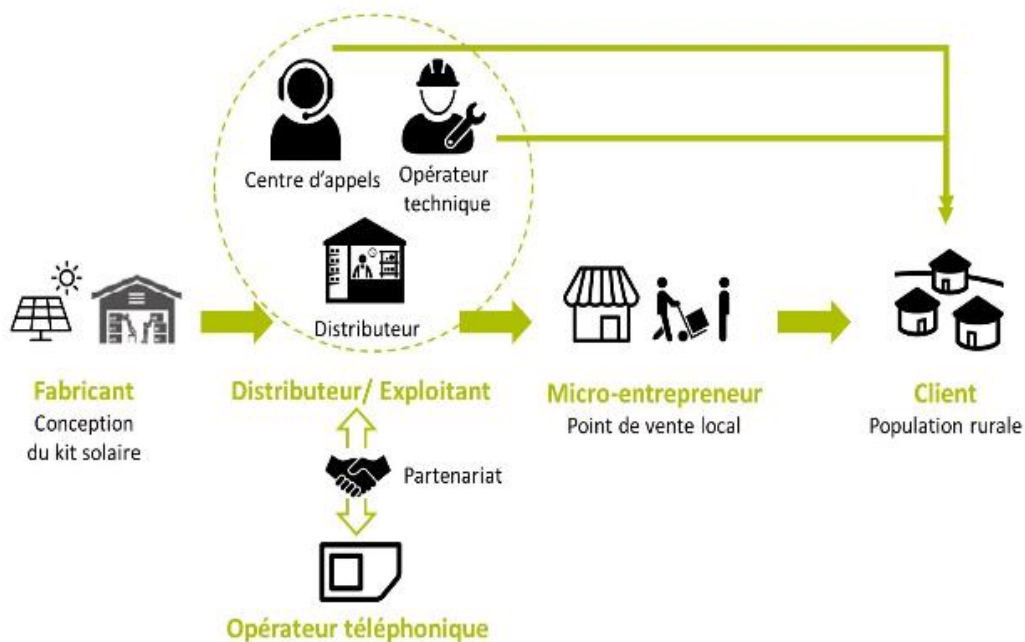 Centre d'appels
Opérateur
technique
Distributeur
Fabricant
Conception
du kit solaire
Distributeur/ Exploitant
Micro-entrepreneur
Point de vente local
Client
Population rurale
Partenariat
Opérateur téléphonique